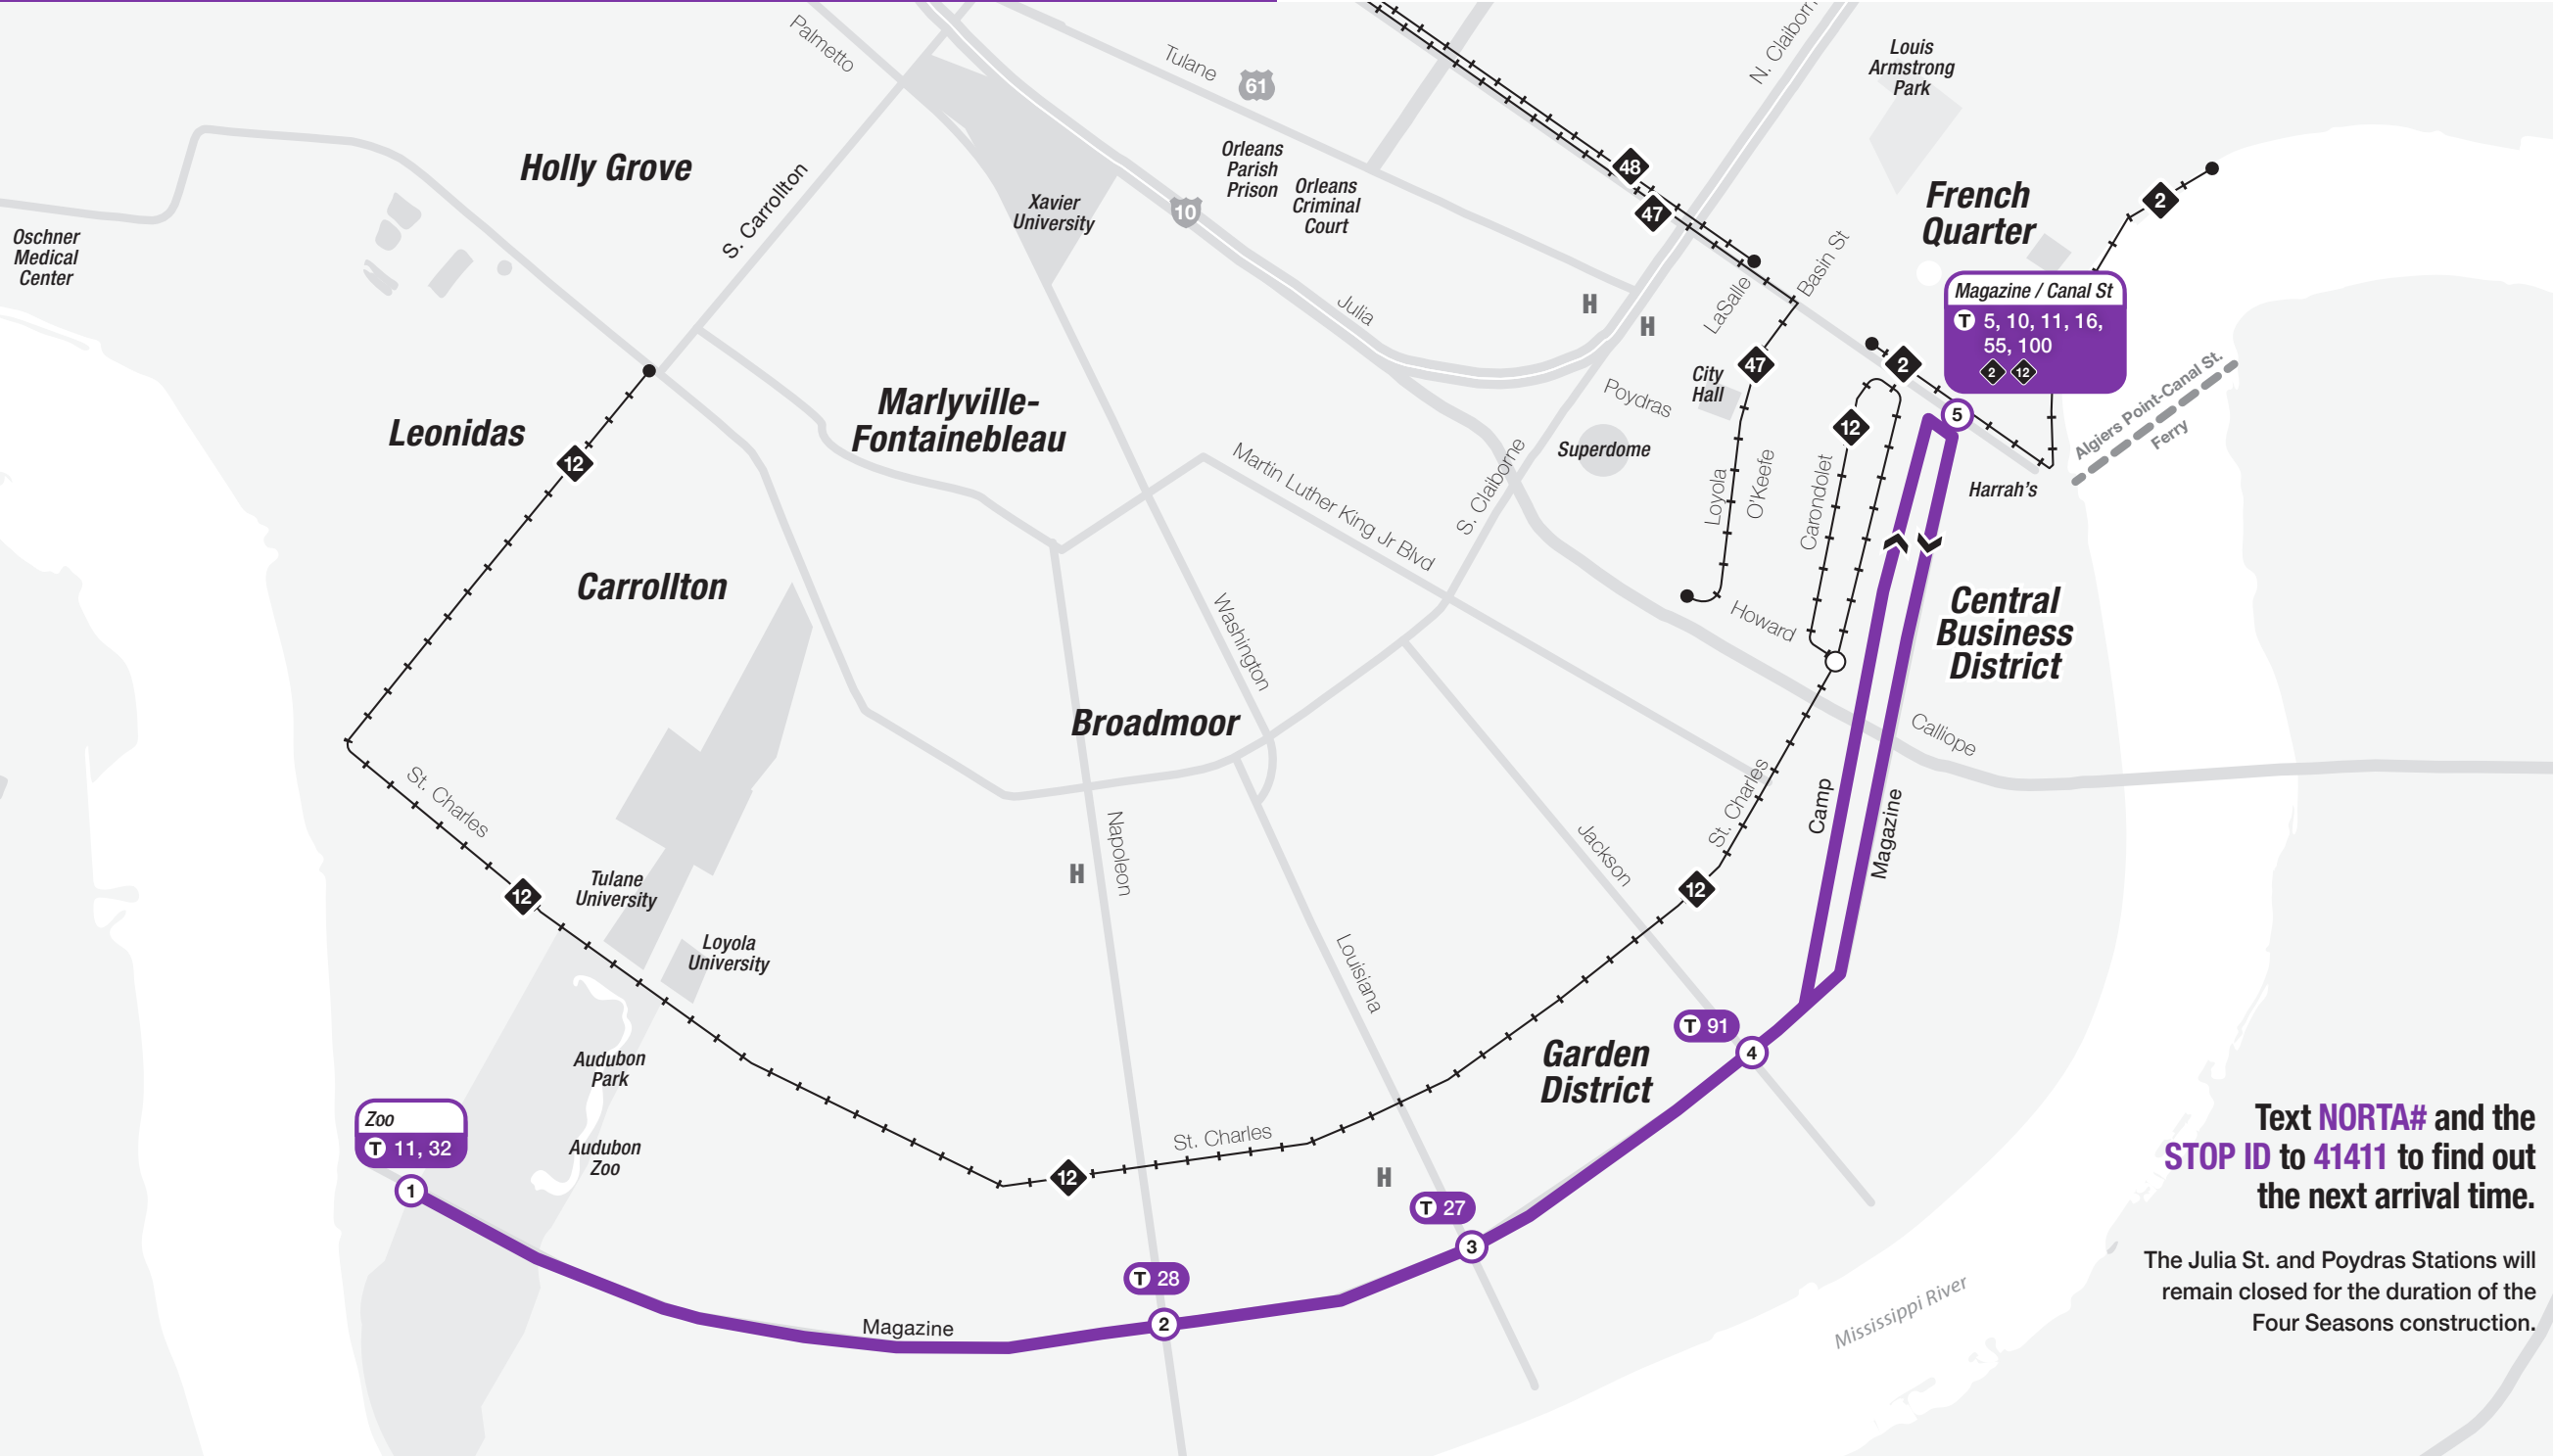 Palmetto
Tulane
61
N. Claiborn
Louis
Armstrong
Park
Holly Grove
S. Carrollton
Xavier
University
10
Orleans
Parish
Prison
Orleans
Criminal
Court
48
47
French
Quarter
2
Oschner
Medical
Center
Julia
H
H
LaSalle
Basin St
Magazine / Canal St
T 5, 10, 11, 16,
55, 100
2 12
47
City
Hall
Poydras
2
12
5
Algiers Point-Canal St.
Ferry
Leonidas
12
Marlyville-
Fontainebleau
Martin Luther King Jr Blvd
S. Claiborne
Superdome
Loyola
O'Keefe
Carondolet
Harrah's
Carrollton
Washington
Howard
Central
Business
District
Broadmoor
Calliope
St. Charles
St. Charles
Camp
Magazine
Napoleon
H
Jackson
12
Tulane
University
12
Loyola
University
Louisiana
T 91
4
Garden
District
Audubon
Park
Zoo
T 11, 32
1
Audubon
Zoo
St. Charles
12
H
T 27
3
T 28
2
Magazine
Mississippi River
Text NORTA# and the
STOP ID to 41411 to find out
the next arrival time.
The Julia St. and Poydras Stations will
remain closed for the duration of the
Four Seasons construction.